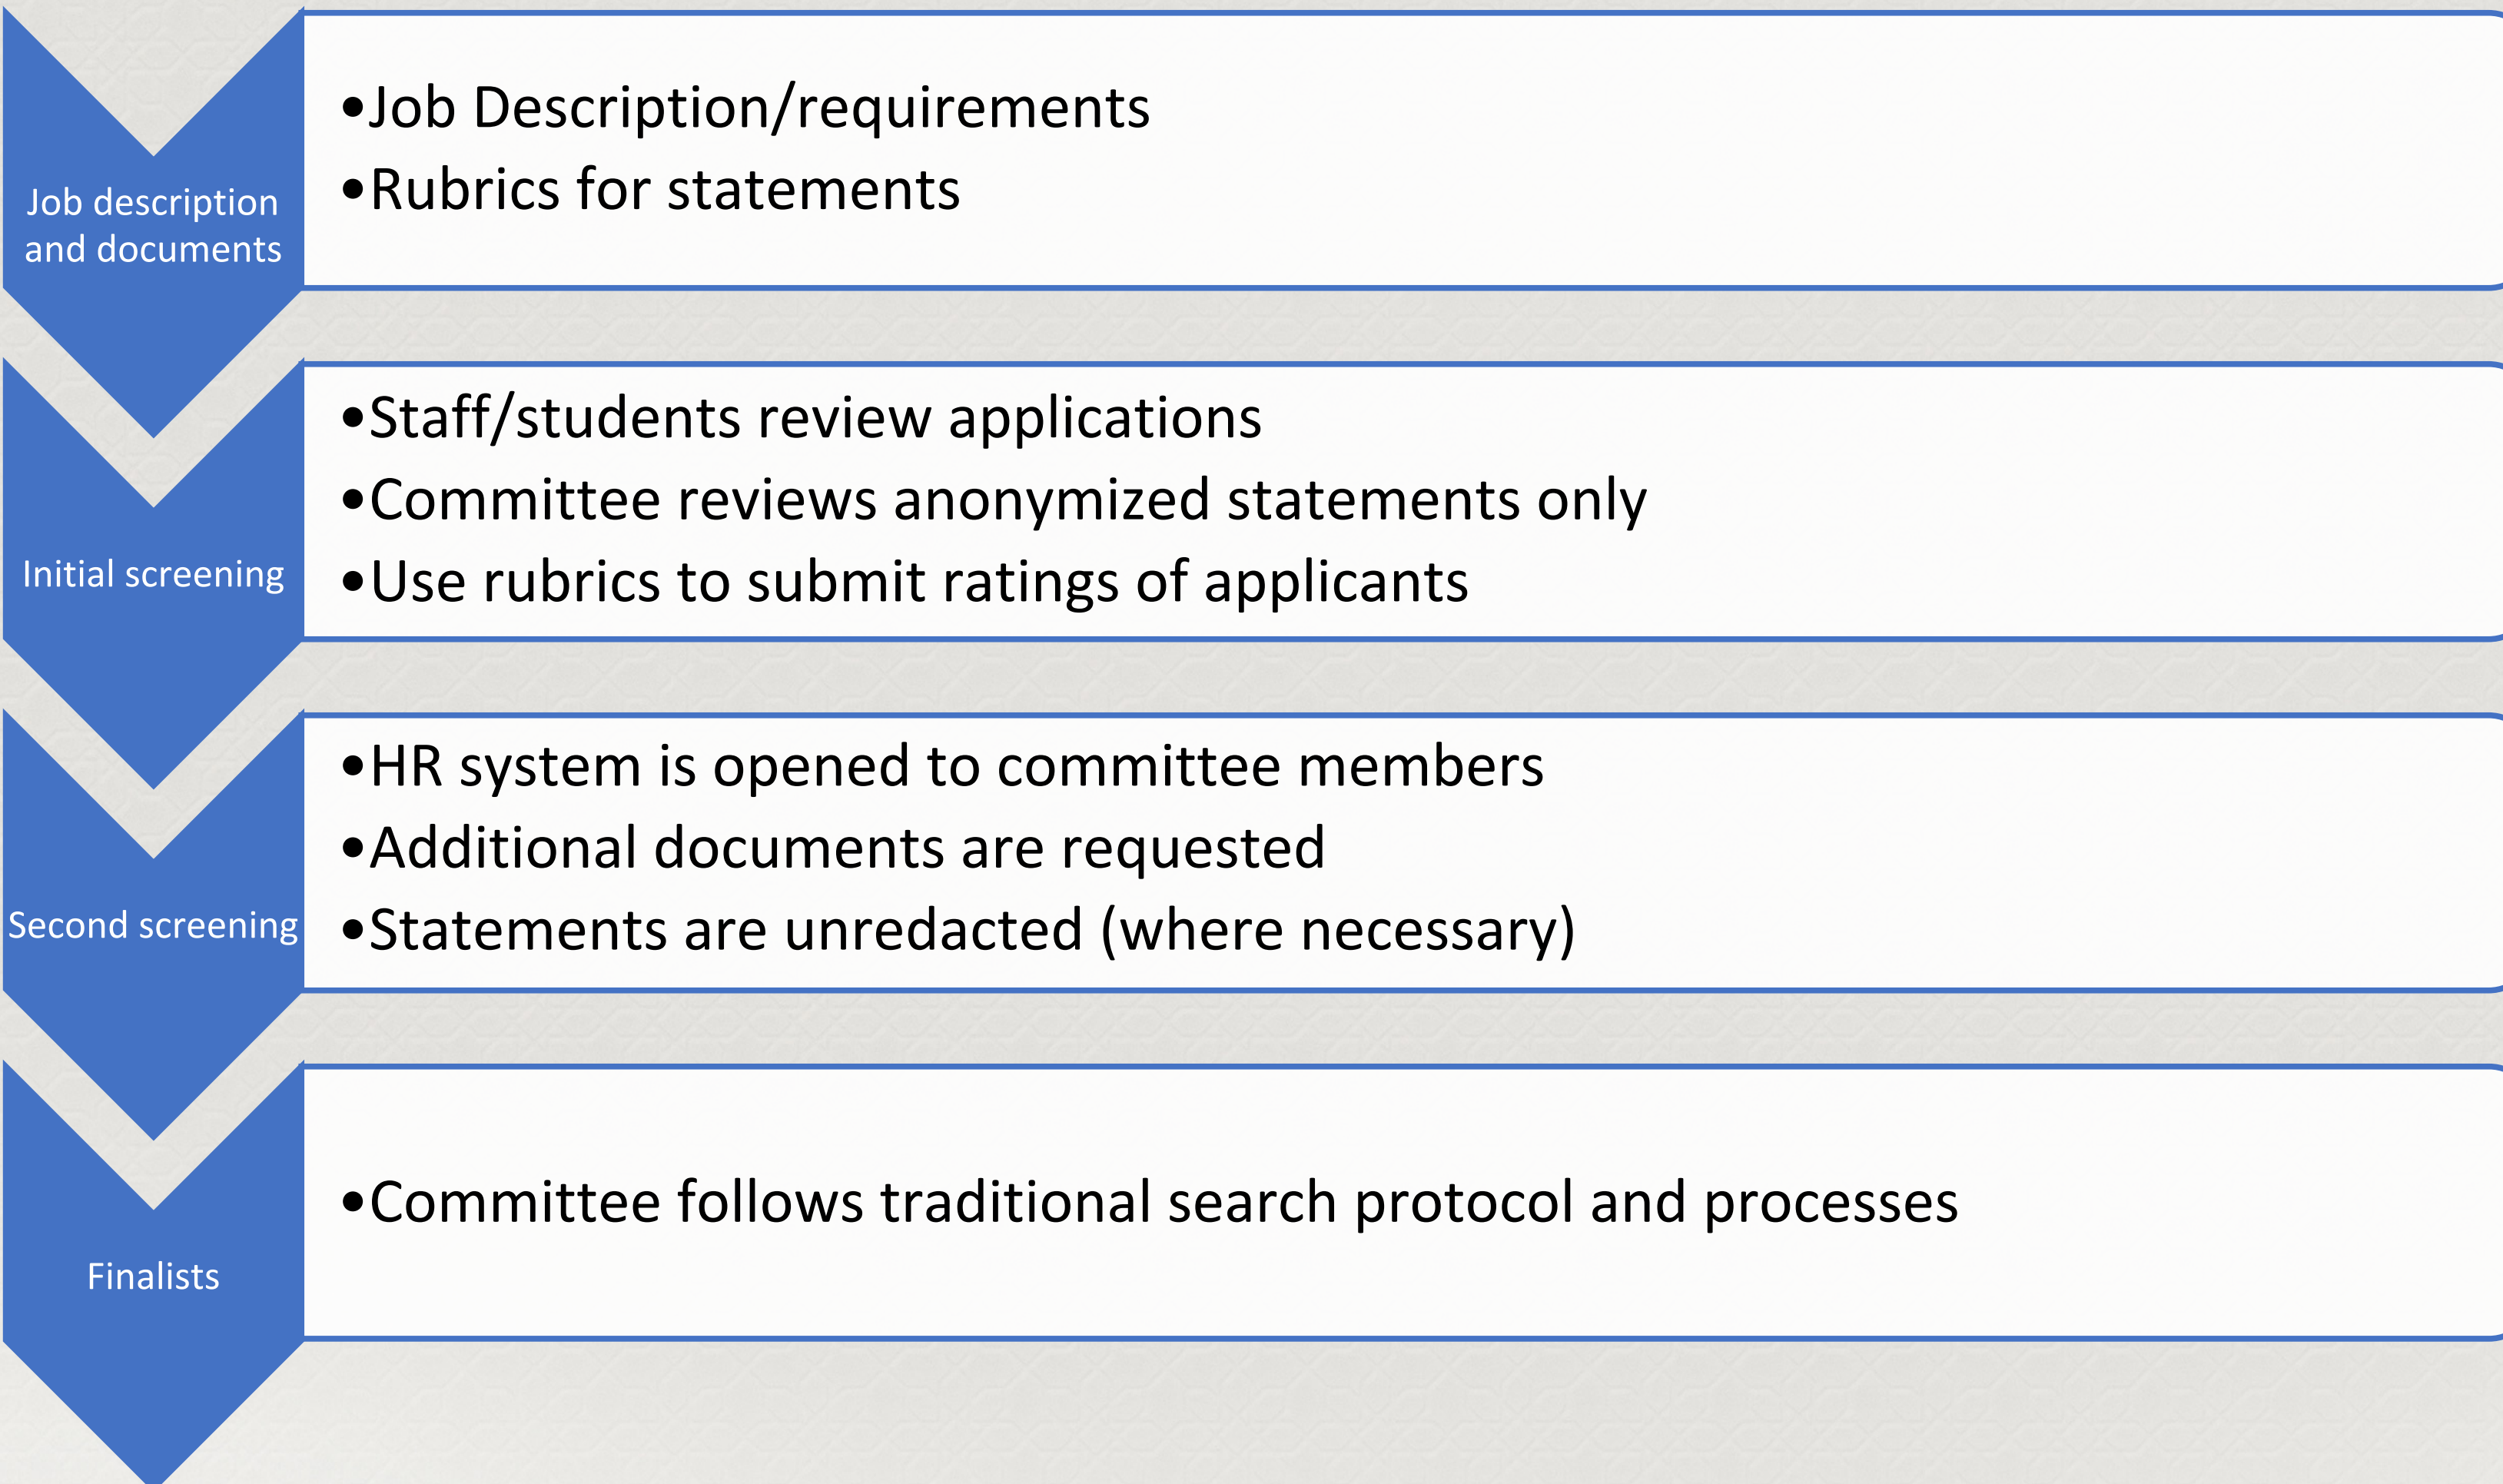 Job description
and documents
•Job Description/requirements
•Rubrics for statements
Initial screening
•Staff/students review applications
•Committee reviews anonymized statements only
•Use rubrics to submit ratings of applicants
Second screening
•HR system is opened to committee members
•Additional documents are requested
•Statements are unredacted (where necessary)
Finalists
•Committee follows traditional search protocol and processes